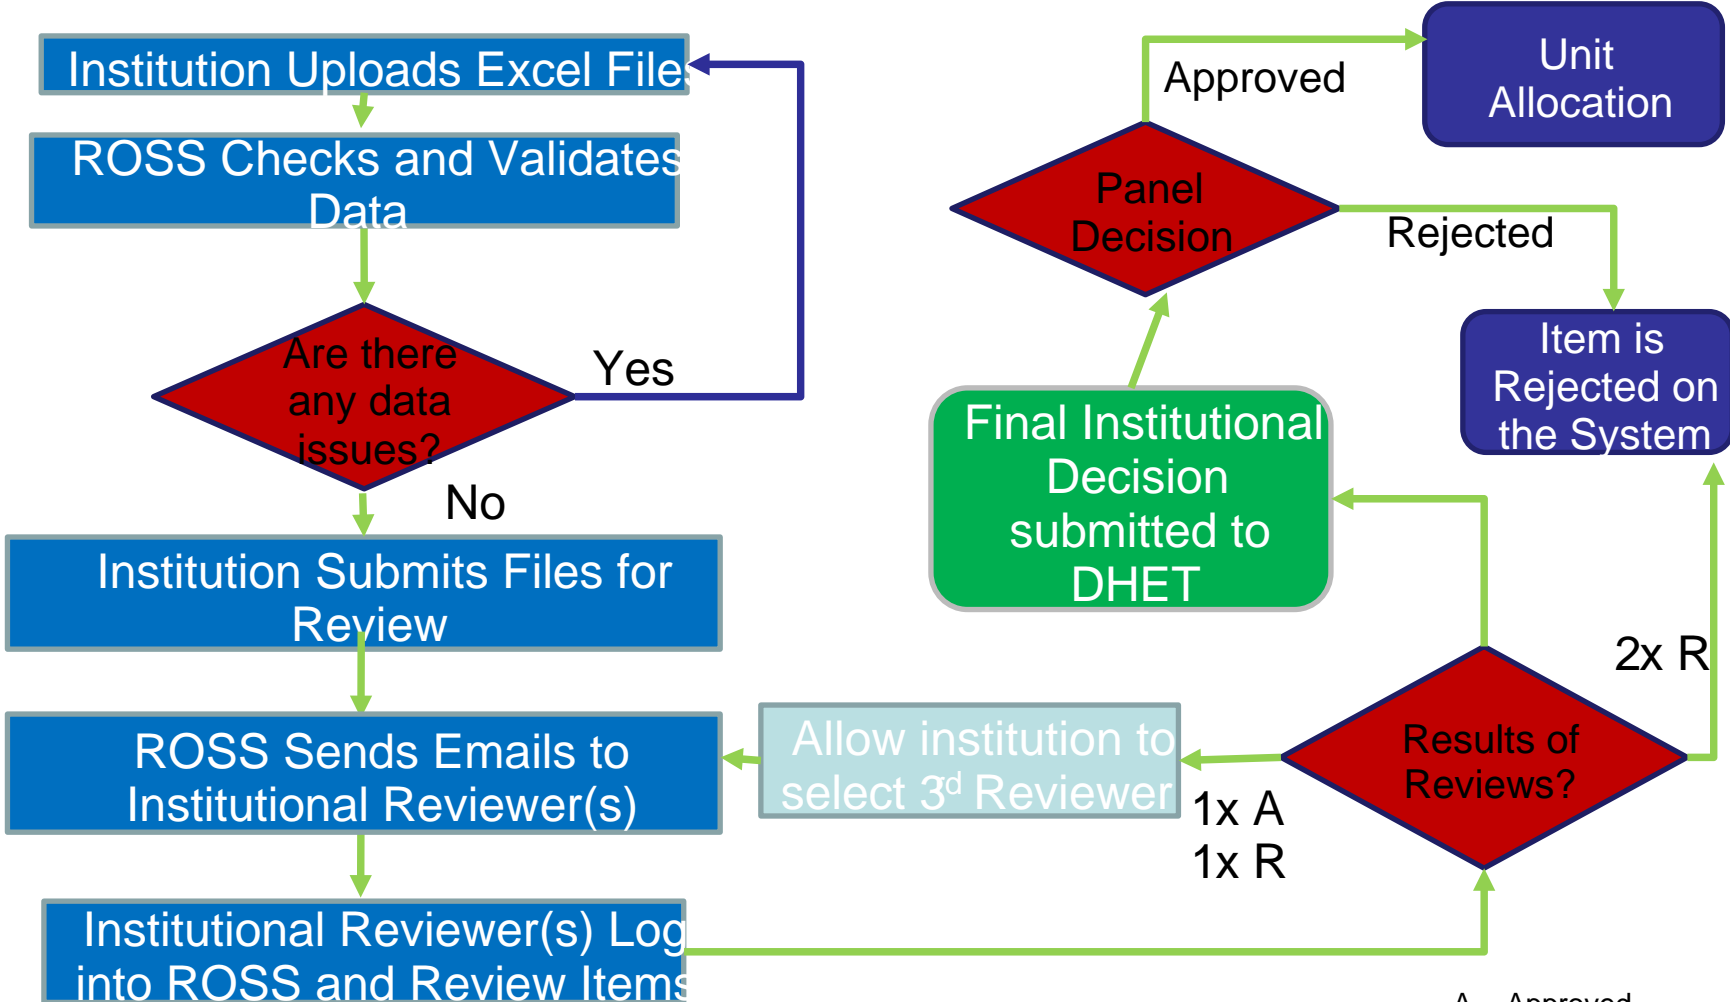 Institution Uploads Excel Files
ROSS Checks and Validates
Data
Are there
any data
issues?
Yes
No
Institution Submits Files for
Review
ROSS Sends Emails to
Institutional Reviewer(s)
Institutional Reviewer(s) Log
into ROSS and Review Items
Allow institution to
select 3rd Reviewer
1x A
1x R
Results of
Reviews?
2x R
Final Institutional
Decision
submitted to
DHET
Panel
Decision
Approved
Rejected
Unit
Allocation
Item is
Rejected on
the System
A Approved